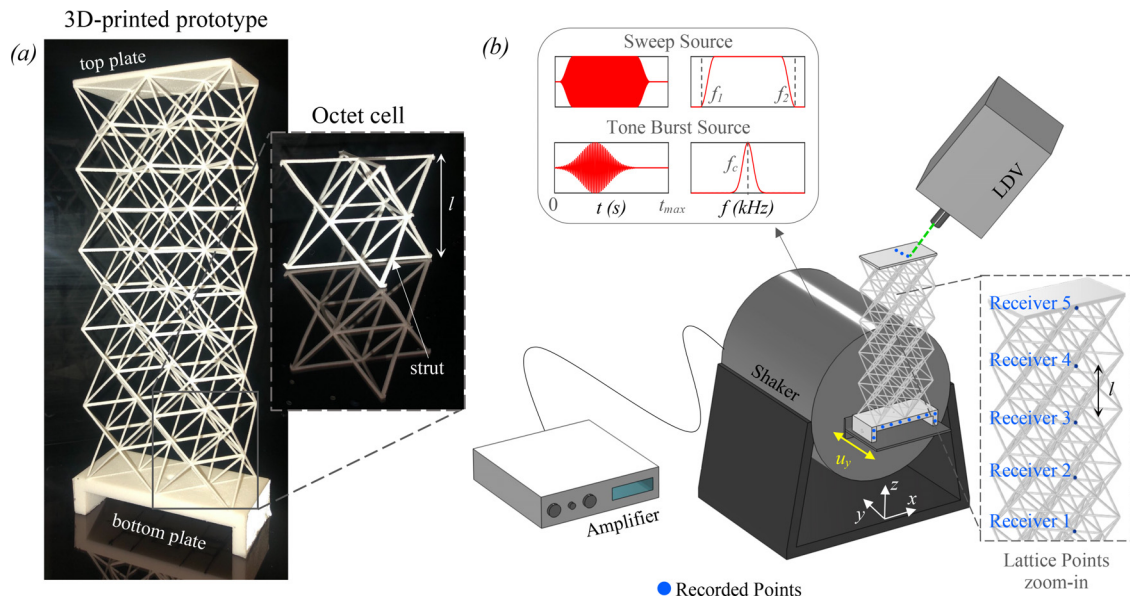 3D-printed prototype
(a)
top plate
Octet cell
l
strut
bottom plate
(b)
Sweep Source
f1
f2
Tone Burst Source
fc
0
t (s)
tmax
f (kHz)
LDV
Shaker
uy
z
y
x
Amplifier
Receiver 5
Receiver 4
l
Receiver 3
Receiver 2
Receiver 1
Lattice Points
zoom-in
Recorded Points